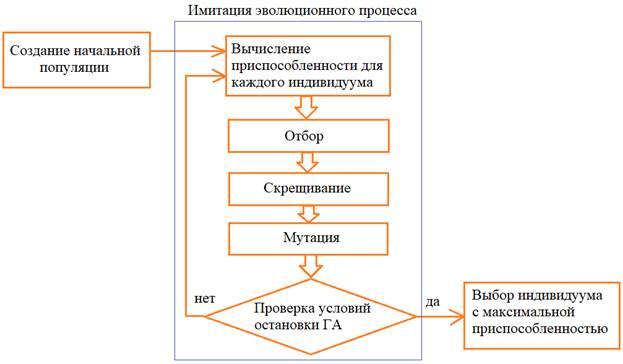 Имитация эволюционного процесса
Создание начальной
популяции
Вычисление
приспособленности для
каждого индивидуума
Отбор
Скрещивание
Мутация
Проверка условий
остановки ГА
нет
да
Выбор индивидуума
с максимальной
приспособленностью